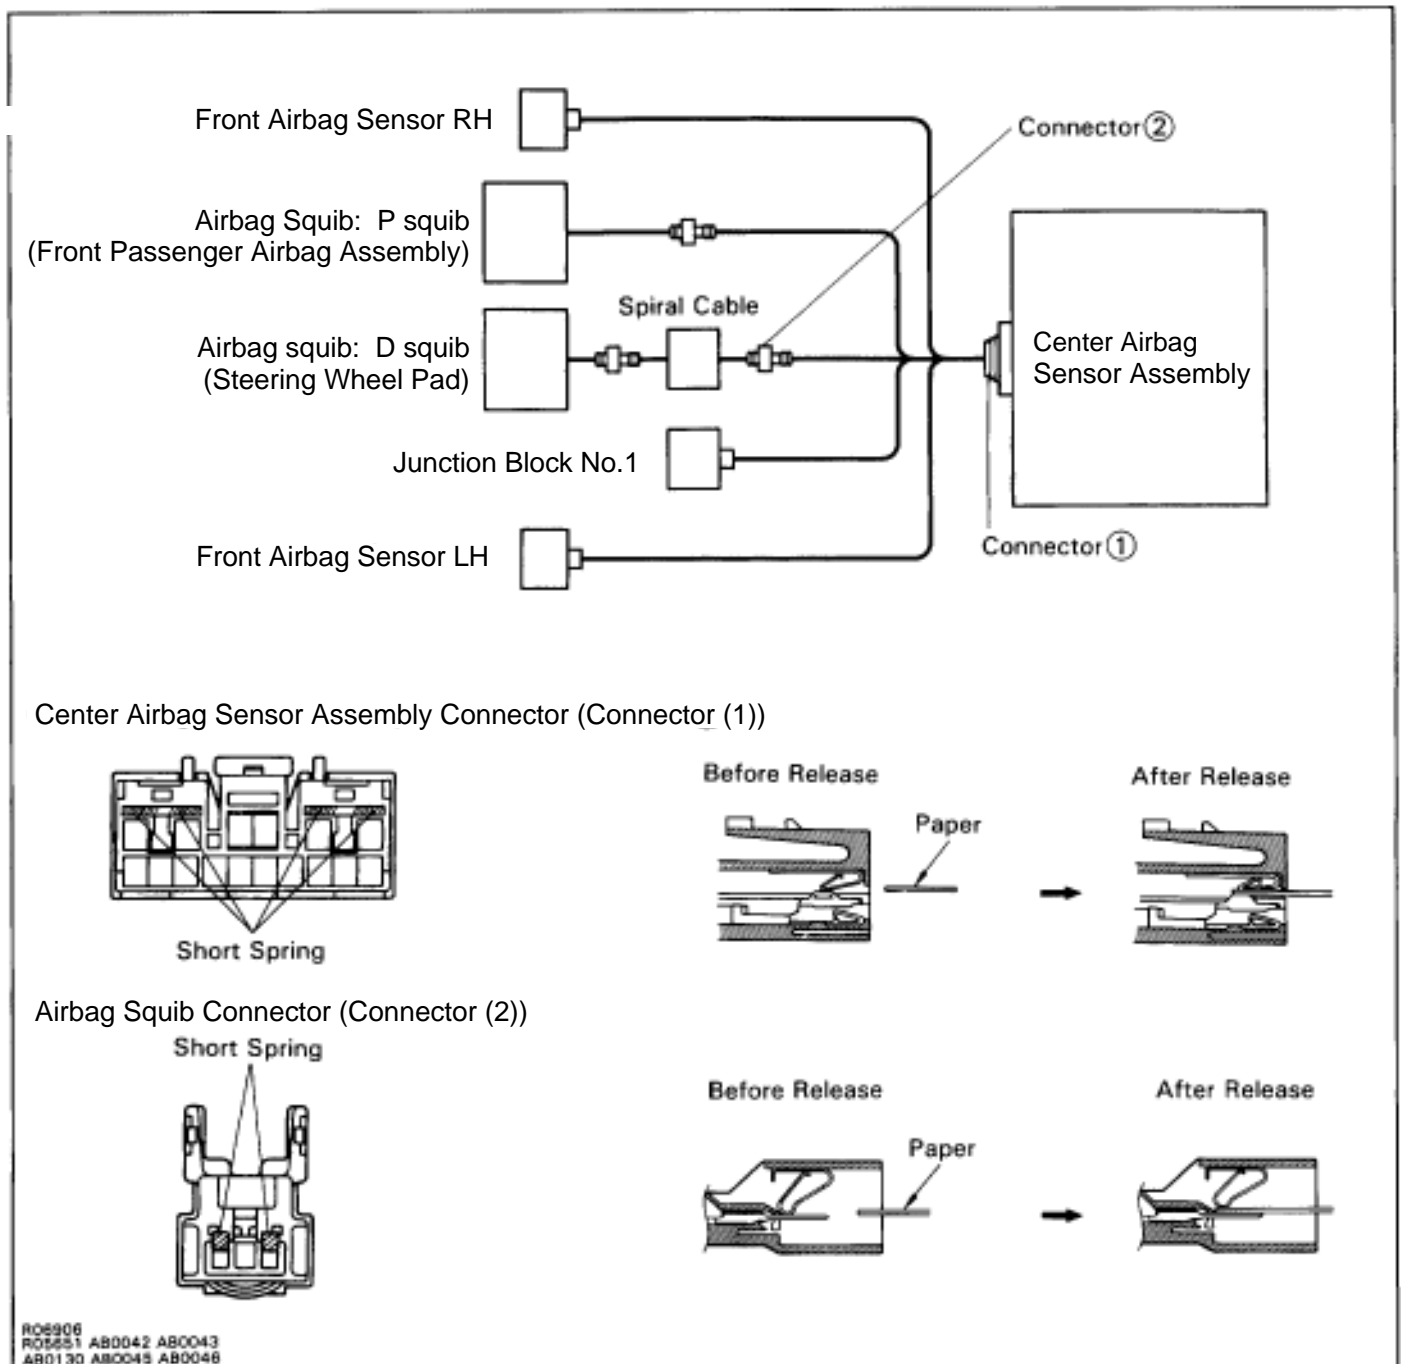 Front Airbag Sensor RH
Connector②
Airbag Squib: P squib
(Front Passenger Airbag Assembly)
Spiral Cable
Airbag squib: D squib
(Steering Wheel Pad)
Center Airbag
Sensor Assembly
Junction Block No.1
Connector①
Front Airbag Sensor LH
Center Airbag Sensor Assembly Connector (Connector (1))
Before Release
After Release
Paper
Short Spring
Airbag Squib Connector (Connector (2))
Short Spring
Before Release
After Release
Paper
R06906
R05651 AB0042 AB0043
AB0130 AB0045 AB0046